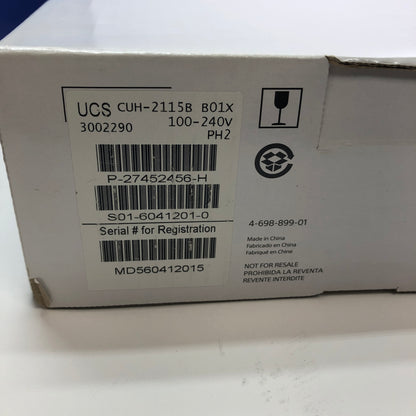 UCS CUH-2115B B01X
3002290 100-240V
PH2
P-27452456-H
S01-6041201-0
Serial # for Registration
MD560412015
4-698-899-01
Made in China
Fabricado en China
Fabriqué en China
NOT FOR RESALE
PROHIBIDA LA REVENTA
REVENTE INTERDITE